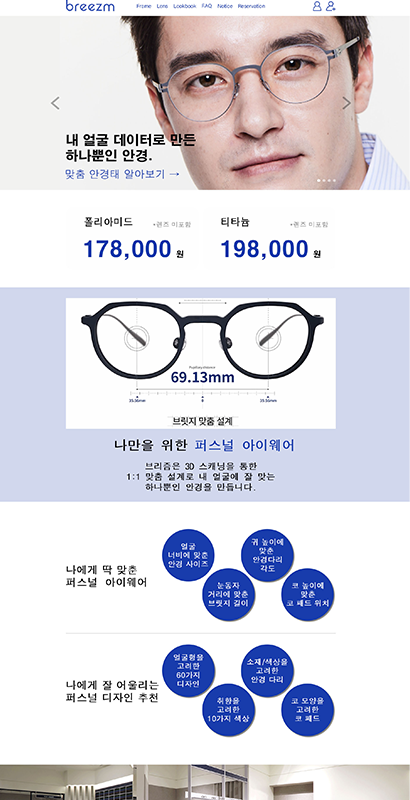 breezm
Frame Lens Lookbook FAQ Notice Reservation
내 얼굴 데이터로 만든
하나뿐인 안경.
맞춤 안경태 알아보기 →
폴리아미드 *렌즈 미포함
178,000 원
티타늄 *렌즈 미포함
198,000 원
Pupillary distance
69.13mm
브릿지 맞춤 설계
나만을 위한 퍼스널 아이웨어
브리즘은 3D 스캐닝을 통한
1:1 맞춤 설계로 내 얼굴에 잘 맞는
하나뿐인 안경을 만듭니다.
나에게 딱 맞춘
퍼스널 아이웨어
얼굴
너비에 맞춘
안경 사이즈
귀 높이에
맞춘
안경다리
각도
눈동자
거리에 맞춘
브릿지 길이
코 높이에
맞춘
코 패드 위치
나에게 잘 어울리는
퍼스널 디자인 추천
얼굴형을
고려한
60가지
디자인
소재/색상을
고려한
안경 다리
취향을
고려한
10가지 색상
코 모양을
고려한
코 패드